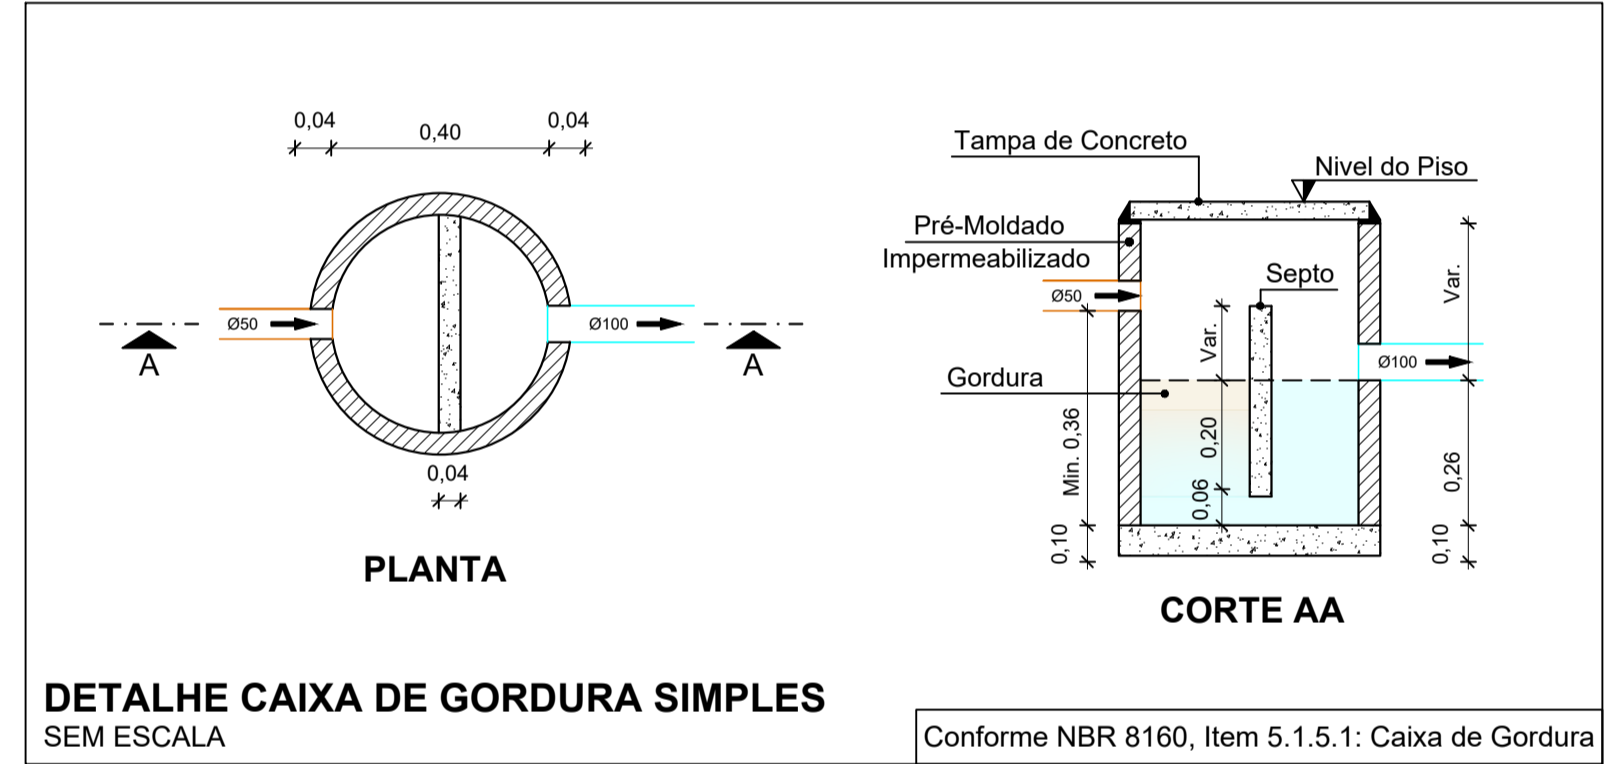 0,04
0,40
0,04
Ø50
Ø100
A
A
0,04
PLANTA
Tampa de Concreto
Nivel do Piso
Pré-Moldado
Impermeabilizado
Septo
Ø50
Var.
Var.
Ø100
Gordura
Min. 0,36
0,20
0,26
0,06
0,10
0,10
CORTE AA
DETALHE CAIXA DE GORDURA SIMPLES
SEM ESCALA
Conforme NBR 8160, Item 5.1.5.1: Caixa de Gordura